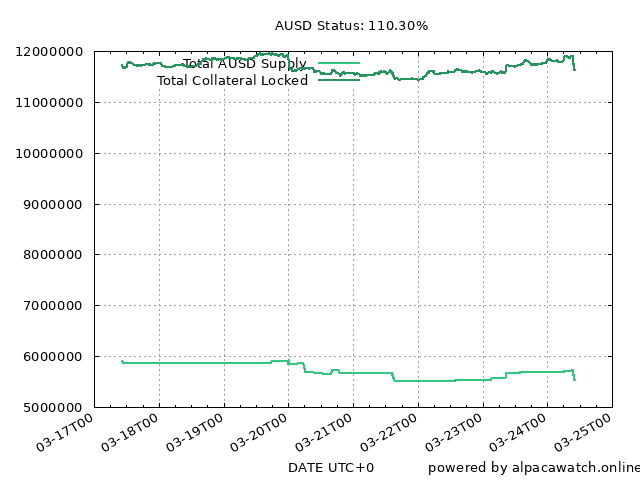 AUSD Status: 110.30%
12000000
Total AUSD Supply
Total Collateral Locked
11000000
10000000
9000000
8000000
7000000
6000000
5000000
03-17T00 03-18T00 03-19T00 03-20T00 03-21T00 03-22T00 03-23T00 03-24T00 03-25T00
DATE UTC+0 powered by alpacawatch.online